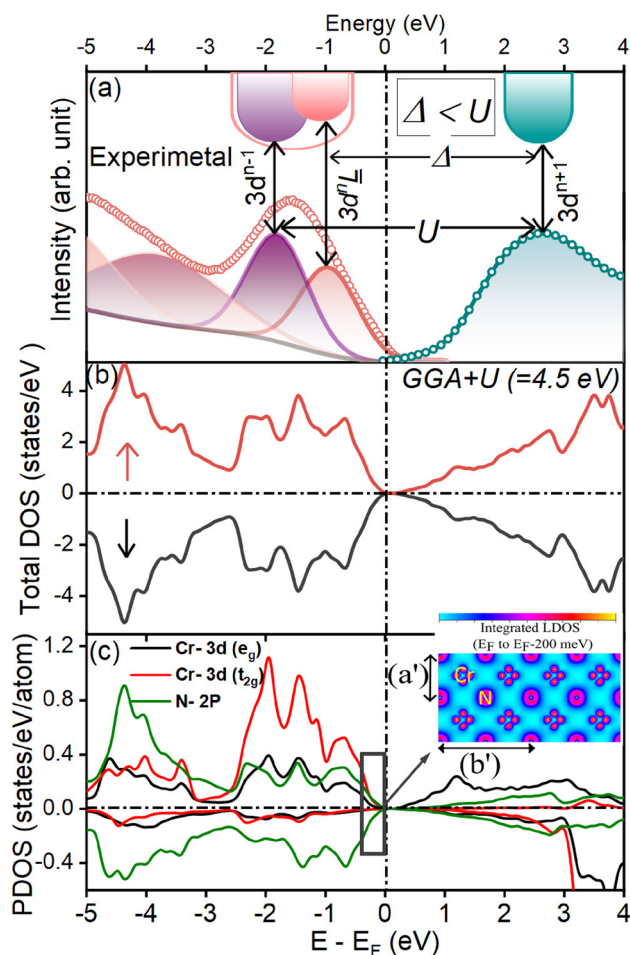 Energy (eV)
-5 -4 -3 -2 -1 0 1 2 3 4
(a)
Δ < U
Experimetal
3dⁿ⁻¹
3dⁿL̲
Δ
3dⁿ⁺¹
U
Intensity (arb. unit)
(b)
GGA+U (=4.5 eV)
4
2
0
-2
-4
Total DOS (states/eV )
(c)
Cr- 3d (e_g)
Cr- 3d (t_2g)
N- 2P
Integrated LDOS
(E_F to E_F-200 meV)
Cr
N
(a')
(b')
1.2
0.8
0.4
0.0
-0.4
PDOS (states/eV/atom)
-5 -4 -3 -2 -1 0 1 2 3 4
E - E_F (eV)